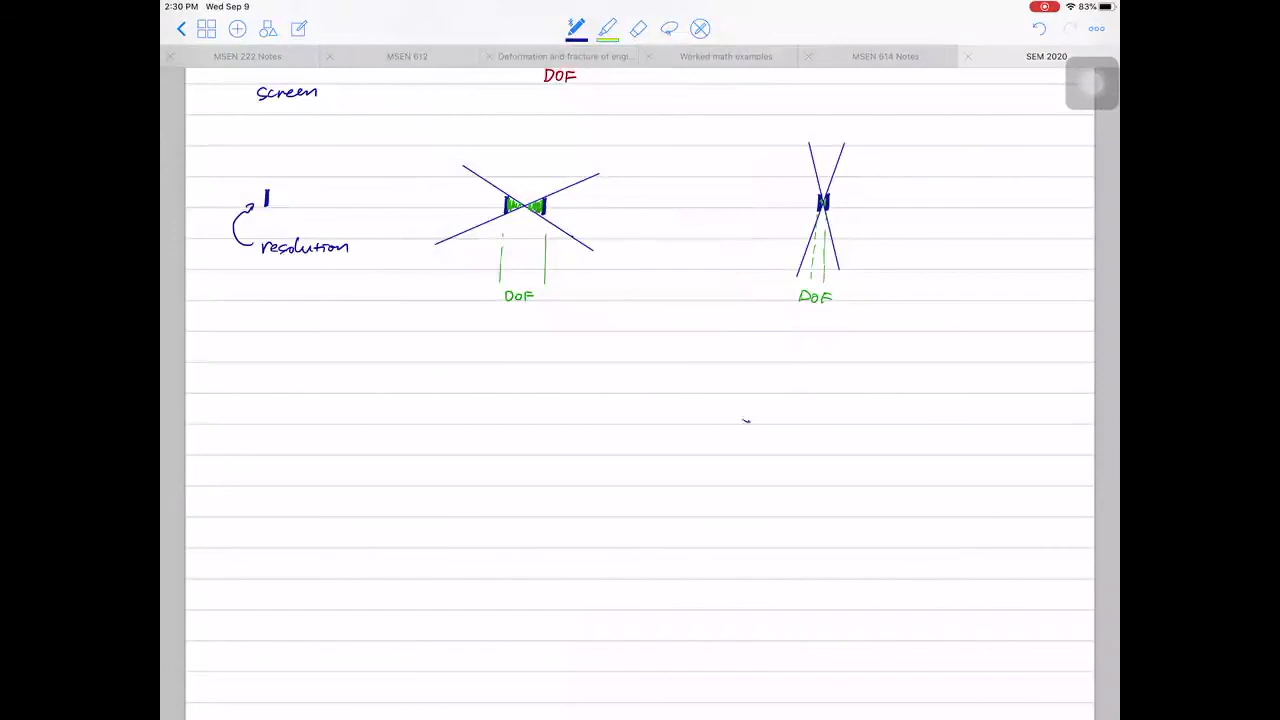 2:30 PM Wed Sep 9
83%
MSEN 222 Notes
MSEN 612
Deformation and fracture of engi...
Worked math examples
MSEN 614 Notes
SEM 2020
DOF
screen
resolution
DOF
DOF